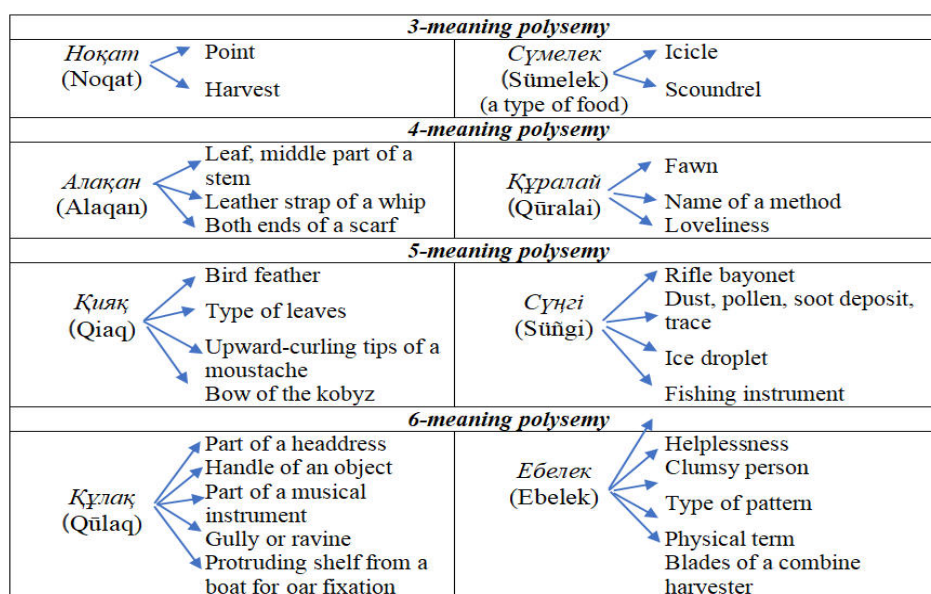 3-meaning polysemy
Ноқат
(Noqat)
Point
Harvest
Сүмелек
(Sümelek)
(a type of food)
Icicle
Scoundrel
4-meaning polysemy
Алақан
(Alaqan)
Leaf, middle part of a
stem
Leather strap of a whip
Both ends of a scarf
Құралай
(Qūralai)
Fawn
Name of a method
Loveliness
5-meaning polysemy
Қияқ
(Qiaq)
Bird feather
Type of leaves
Upward-curling tips of a
moustache
Bow of the kobyz
Сүңгі
(Süñgi)
Rifle bayonet
Dust, pollen, soot deposit,
trace
Ice droplet
Fishing instrument
6-meaning polysemy
Құлақ
(Qūlaq)
Part of a headdress
Handle of an object
Part of a musical
instrument
Gully or ravine
Protruding shelf from a
boat for oar fixation
Ебелек
(Ebelek)
Helplessness
Clumsy person
Type of pattern
Physical term
Blades of a combine
harvester